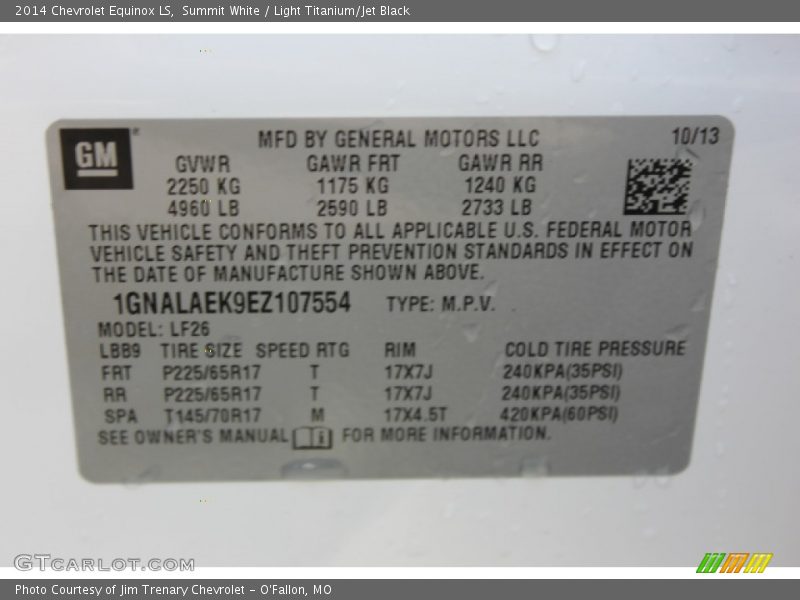 2014 Chevrolet Equinox LS,  Summit White / Light Titanium/Jet Black
GM
MFD BY GENERAL MOTORS LLC 10/13
GVWR GAWR FRT GAWR RR
2250 KG 1175 KG 1240 KG
4960 LB 2590 LB 2733 LB
THIS VEHICLE CONFORMS TO ALL APPLICABLE U.S. FEDERAL MOTOR
VEHICLE SAFETY AND THEFT PREVENTION STANDARDS IN EFFECT ON
THE DATE OF MANUFACTURE SHOWN ABOVE.
1GNALAEK9EZ107554 TYPE: M.P.V.
MODEL: LF26
LBB9 TIRE SIZE SPEED RTG RIM COLD TIRE PRESSURE
FRT P225/65R17 T 17X7J 240KPA(35PSI)
RR P225/65R17 T 17X7J 240KPA(35PSI)
SPA T145/70R17 M 17X4.5T 420KPA(60PSI)
SEE OWNER'S MANUAL FOR MORE INFORMATION.
GTCARLOT.COM
Photo Courtesy of Jim Trenary Chevrolet - O'Fallon, MO